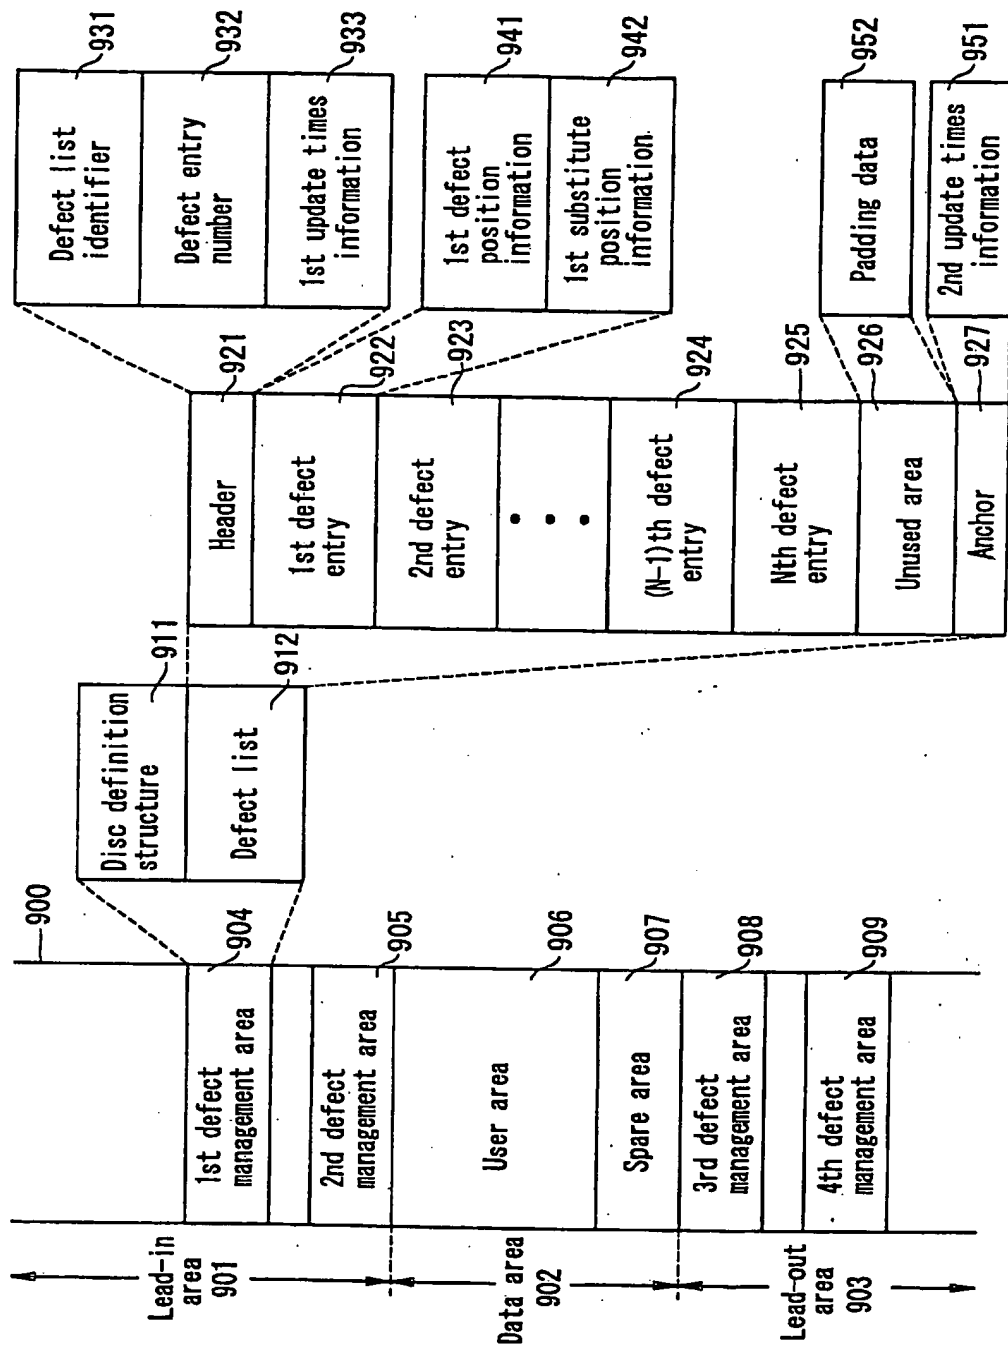 900
Lead-in
area
901
Data area
902
Lead-out
area
903
1st defect
management area
904
2nd defect
management area
905
User area
906
Spare area
907
3rd defect
management area
908
4th defect
management area
909
Disc definition
structure
911
Defect list
912
Header
921
1st defect
entry
922
2nd defect
entry
923
(N-1)th defect
entry
924
Nth defect
entry
925
Unused area
926
Anchor
927
Defect list
identifier
931
Defect entry
number
932
1st update times
information
933
1st defect
position
information
941
1st substitute
position
information.
942
Padding data
952
2nd update times
information
951